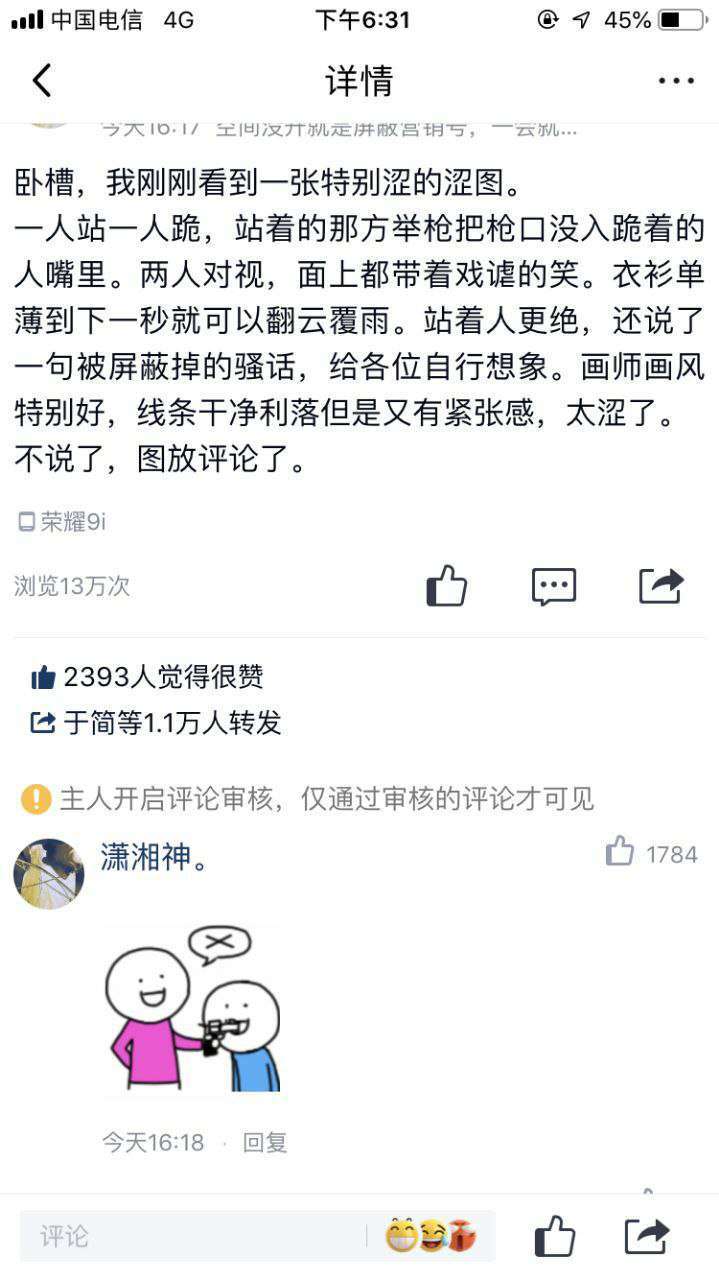 中国电信 4G 下午6:31 45%
详情
今天16:17 空间没升就是屏蔽营销号，一会就...
卧槽，我刚刚看到一张特别涩的涩图。
一人站一人跪，站着的那方举枪把枪口没入跪着的
人嘴里。两人对视，面上都带着戏谑的笑。衣衫单
薄到下一秒就可以翻云覆雨。站着人更绝，还说了
一句被屏蔽掉的骚话，给各位自行想象。画师画风
特别好，线条干净利落但是又有紧张感，太涩了。
不说了，图放评论了。
荣耀9i
浏览13万次
2393人觉得很赞
于简等1.1万人转发
主人开启评论审核，仅通过审核的评论才可见
潇湘神。 1784
今天16:18 · 回复
评论